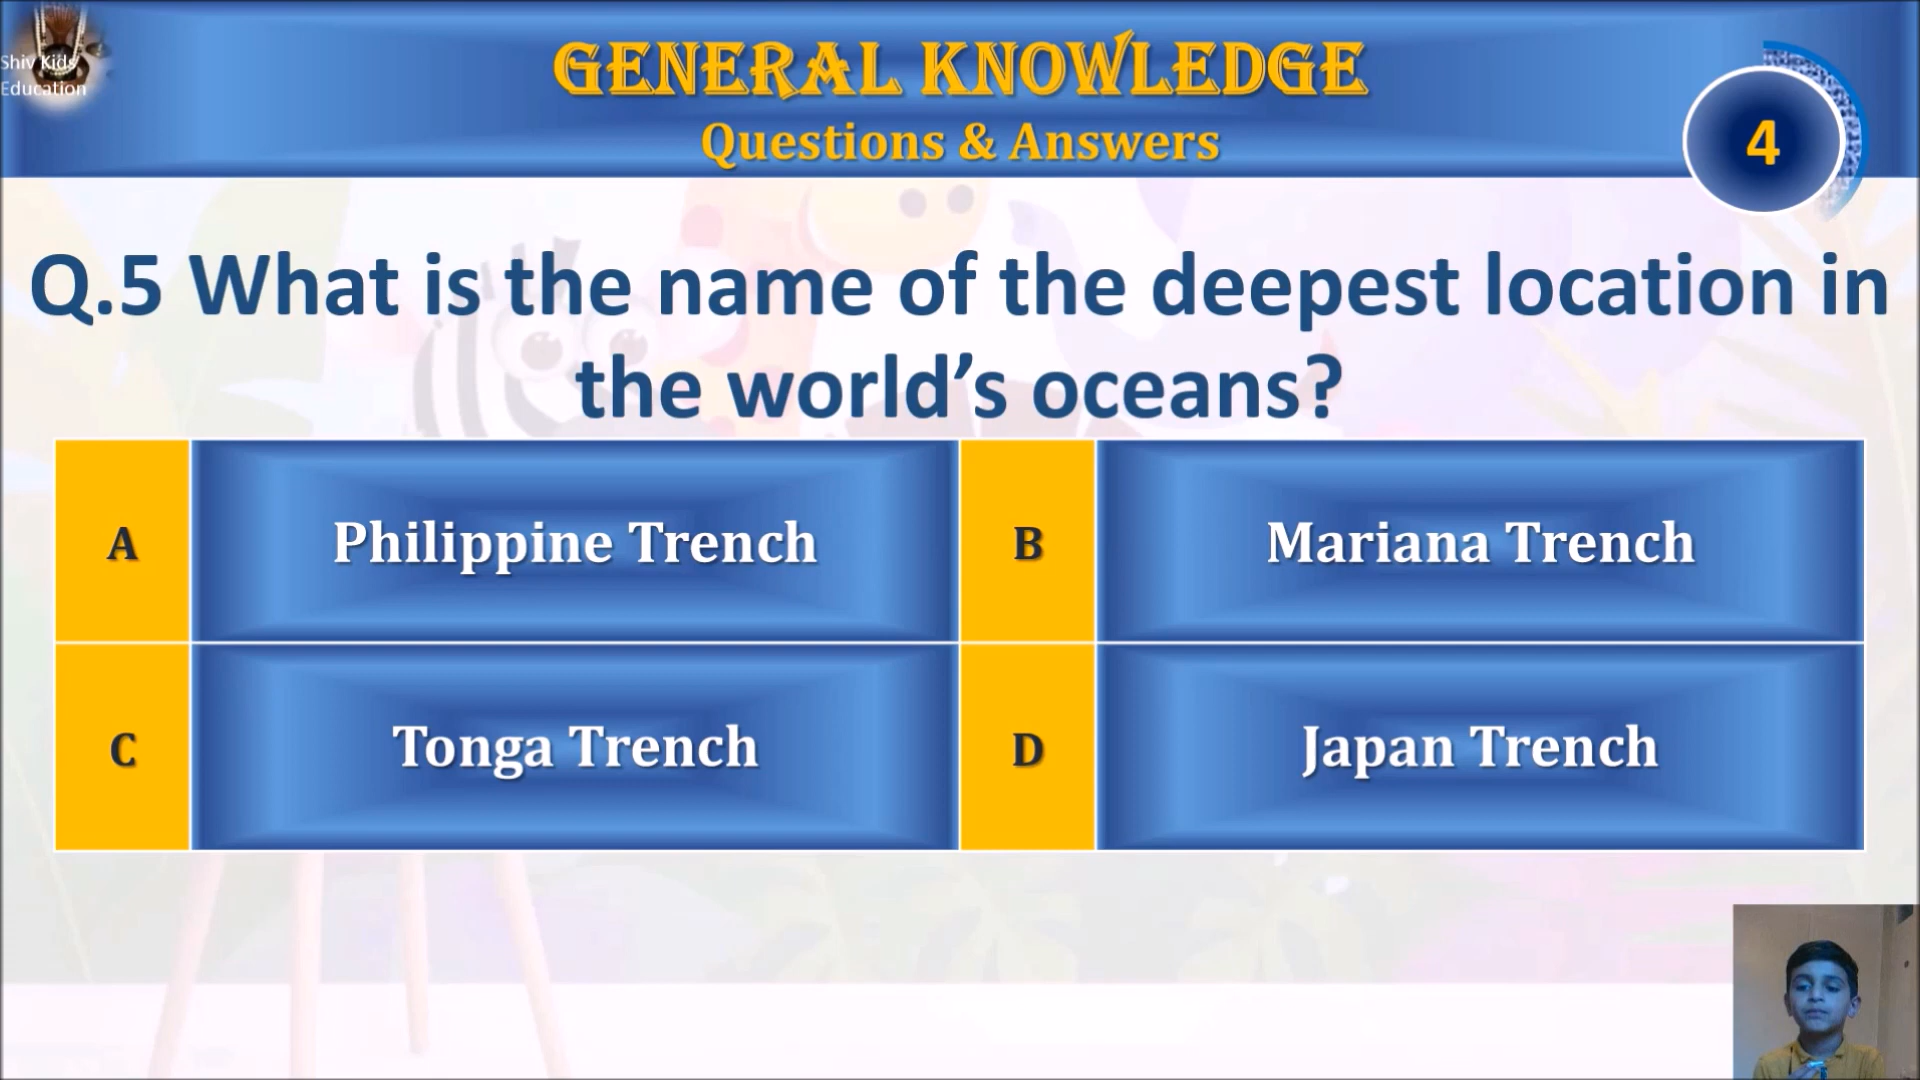 Shiv Kids
Education
GENERAL KNOWLEDGE
Questions & Answers
4
Q.5 What is the name of the deepest location in
the world’s oceans?
A Philippine Trench B Mariana Trench
C Tonga Trench D Japan Trench